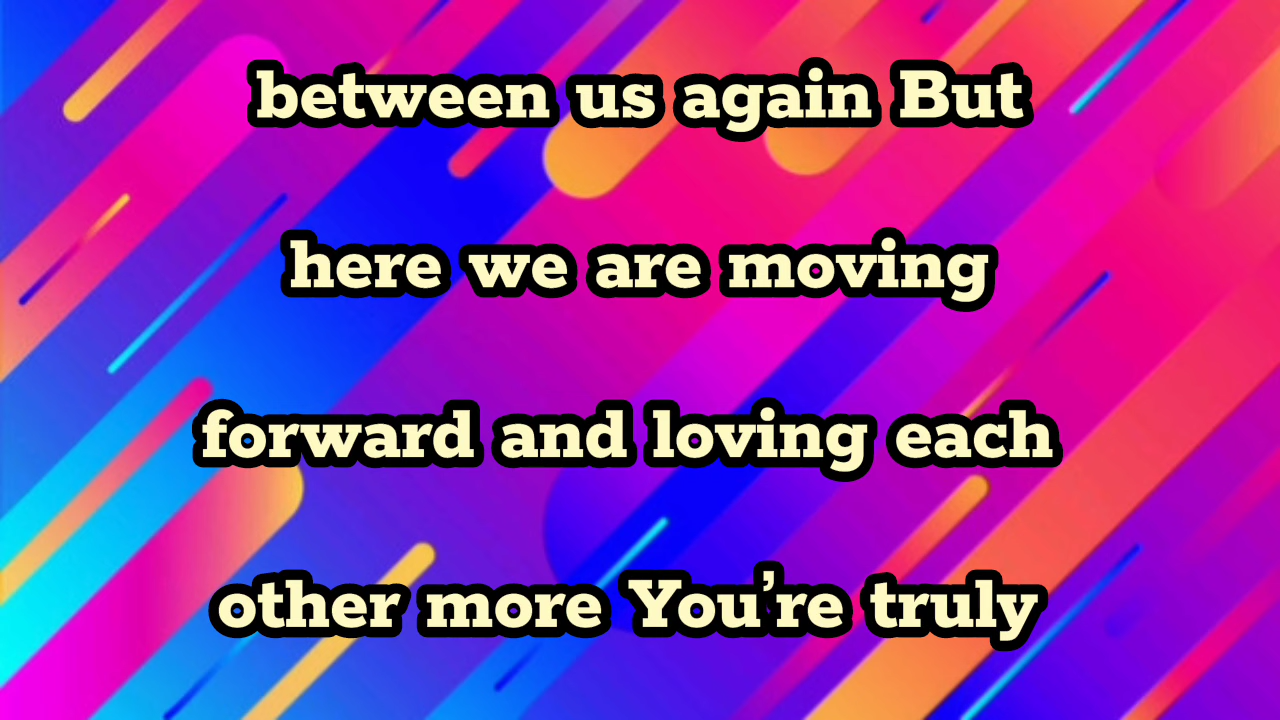 between us again But
here we are moving
forward and loving each
other more You’re truly